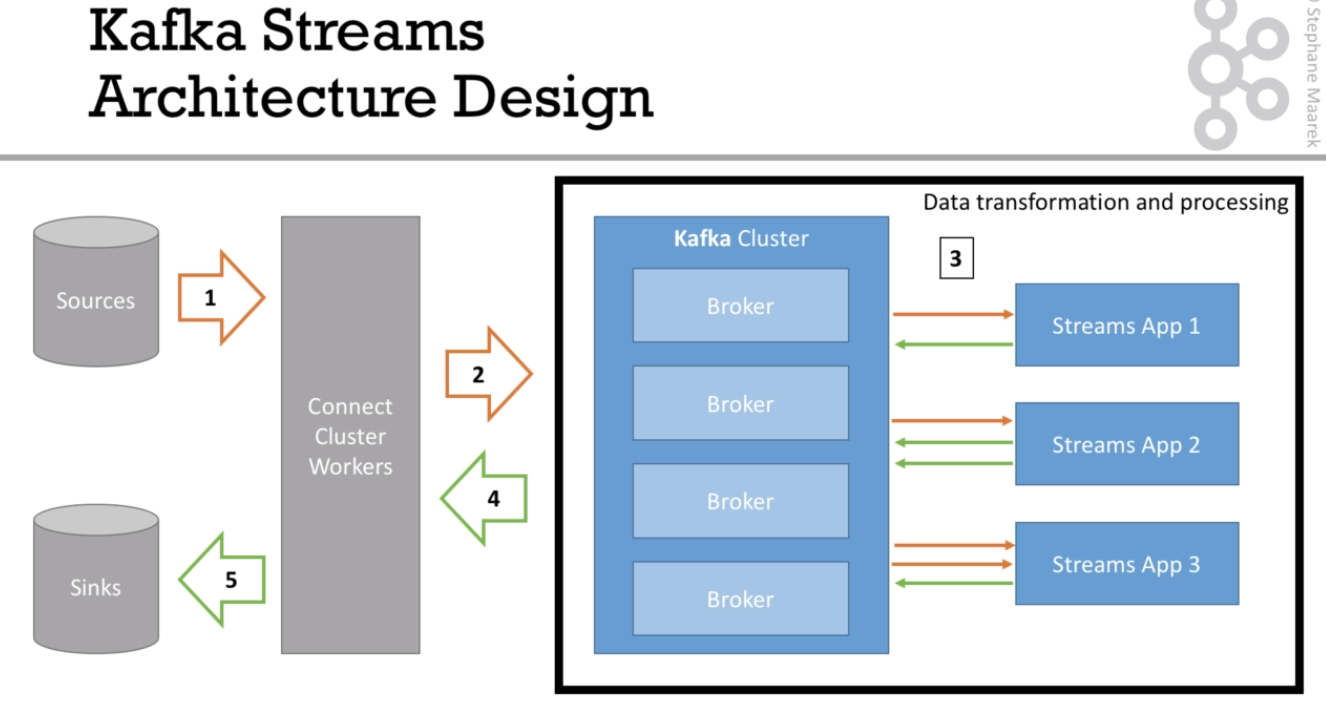 Kafka Streams
Architecture Design
Stephane Maarek
Data transformation and processing
Sources
1
Connect
Cluster
Workers
2
4
5
Sinks
Kafka Cluster
Broker
Broker
Broker
Broker
3
Streams App 1
Streams App 2
Streams App 3